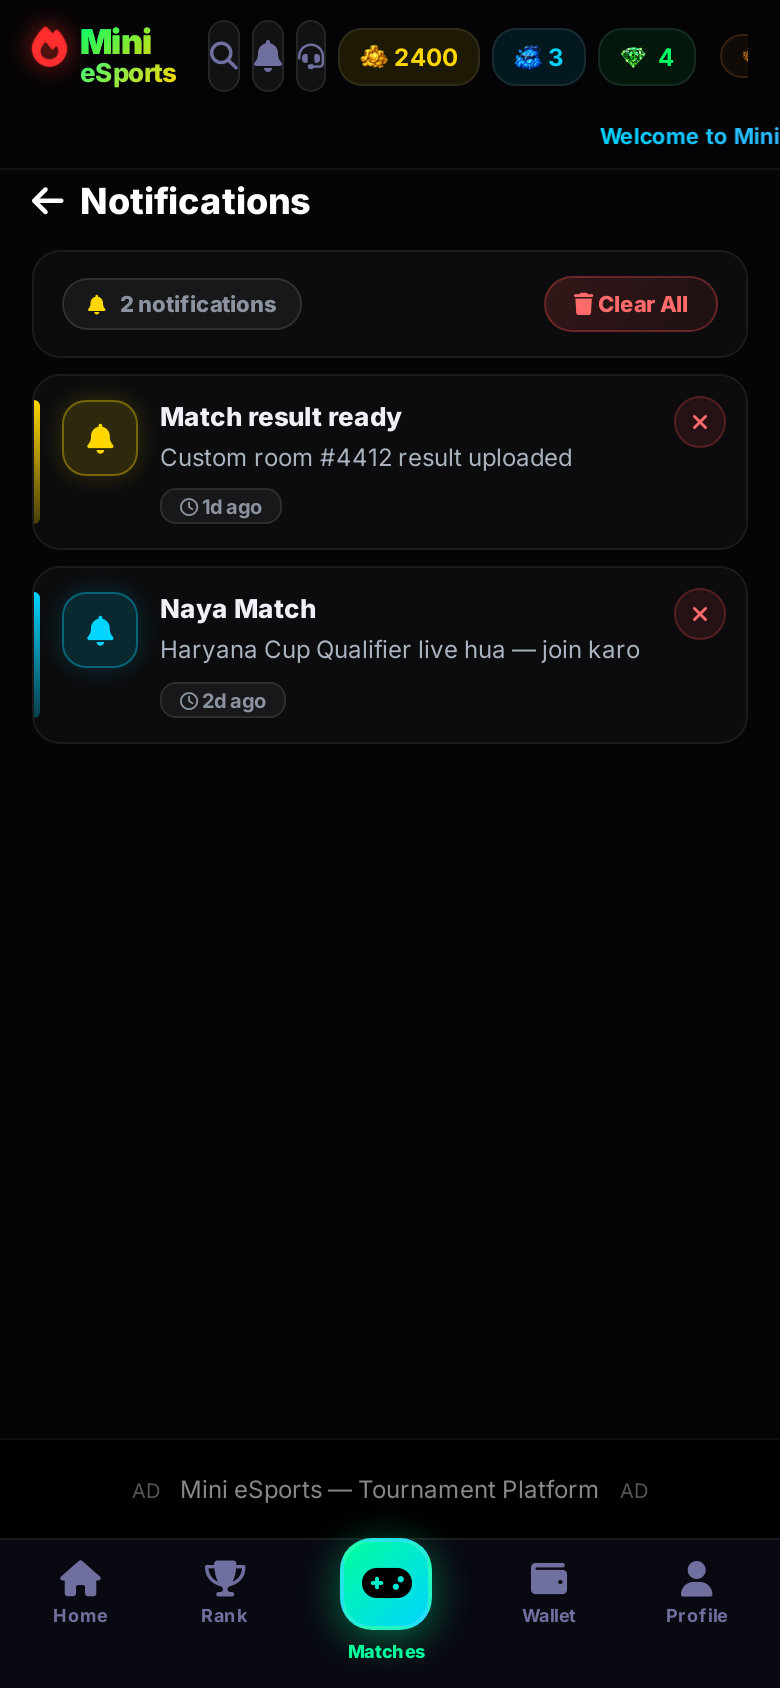 Mini
eSports
2400
3
4
Welcome to Mini
Notifications
2 notifications
Clear All
Match result ready
Custom room #4412 result uploaded
1d ago
Naya Match
Haryana Cup Qualifier live hua — join karo
2d ago
AD Mini eSports — Tournament Platform AD
Home
Rank
Matches
Wallet
Profile